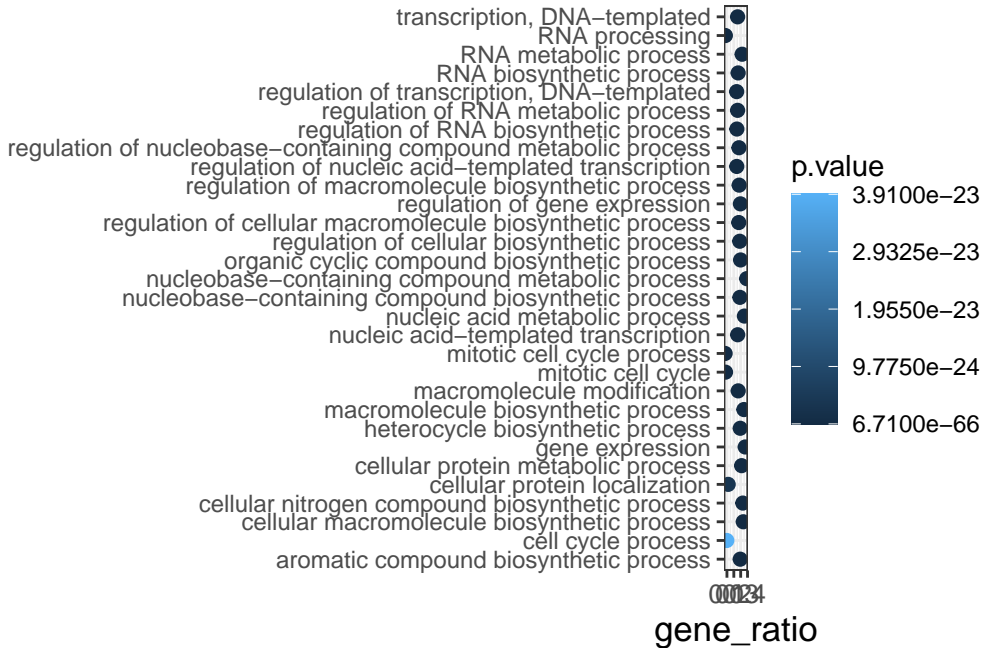 transcription, DNA−templated
RNA processing
RNA metabolic process
RNA biosynthetic process
regulation of transcription, DNA−templated
regulation of RNA metabolic process
regulation of RNA biosynthetic process
regulation of nucleobase−containing compound metabolic process
regulation of nucleic acid−templated transcription
regulation of macromolecule biosynthetic process
regulation of gene expression
regulation of cellular macromolecule biosynthetic process
regulation of cellular biosynthetic process
organic cyclic compound biosynthetic process
nucleobase−containing compound metabolic process
nucleobase−containing compound biosynthetic process
nucleic acid metabolic process
nucleic acid−templated transcription
mitotic cell cycle process
mitotic cell cycle
macromolecule modification
macromolecule biosynthetic process
heterocycle biosynthetic process
gene expression
cellular protein metabolic process
cellular protein localization
cellular nitrogen compound biosynthetic process
cellular macromolecule biosynthetic process
cell cycle process
aromatic compound biosynthetic process
gene_ratio
p.value
3.9100e−23
2.9325e−23
1.9550e−23
9.7750e−24
6.7100e−66